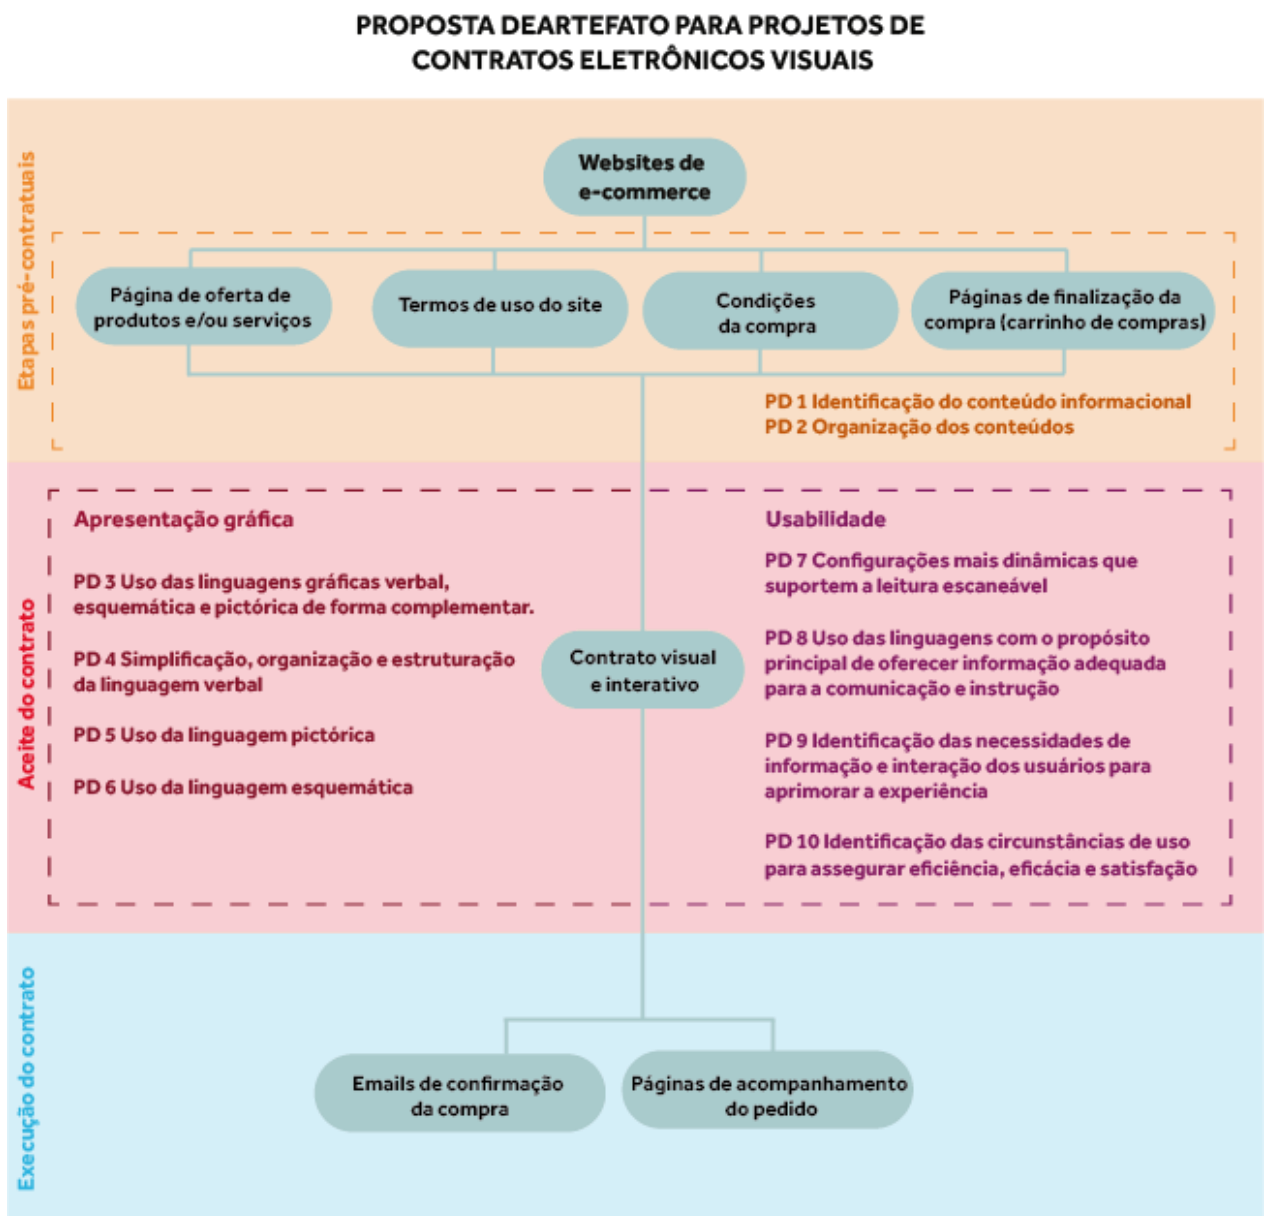 PROPOSTA DEARTEFATO PARA PROJETOS DE
CONTRATOS ELETRÔNICOS VISUAIS
Etapas pré-contratuais
Websites de
e-commerce
Página de oferta de
produtos e/ou serviços
Termos de uso do site
Condições
da compra
Páginas de finalização da
compra (carrinho de compras)
PD 1 Identificação do conteúdo informacional
PD 2 Organização dos conteúdos
Aceite do contrato
Apresentação gráfica
PD 3 Uso das linguagens gráficas verbal,
esquemática e pictórica de forma complementar.
PD 4 Simplificação, organização e estruturação
da linguagem verbal
PD 5 Uso da linguagem pictórica
PD 6 Uso da linguagem esquemática
Contrato visual
e interativo
Usabilidade
PD 7 Configurações mais dinâmicas que
suportem a leitura escaneável
PD 8 Uso das linguagens com o propósito
principal de oferecer informação adequada
para a comunicação e instrução
PD 9 Identificação das necessidades de
informação e interação dos usuários para
aprimorar a experiência
PD 10 Identificação das circunstâncias de uso
para assegurar eficiência, eficácia e satisfação
Execução do contrato
Emails de confirmação
da compra
Páginas de acompanhamento
do pedido